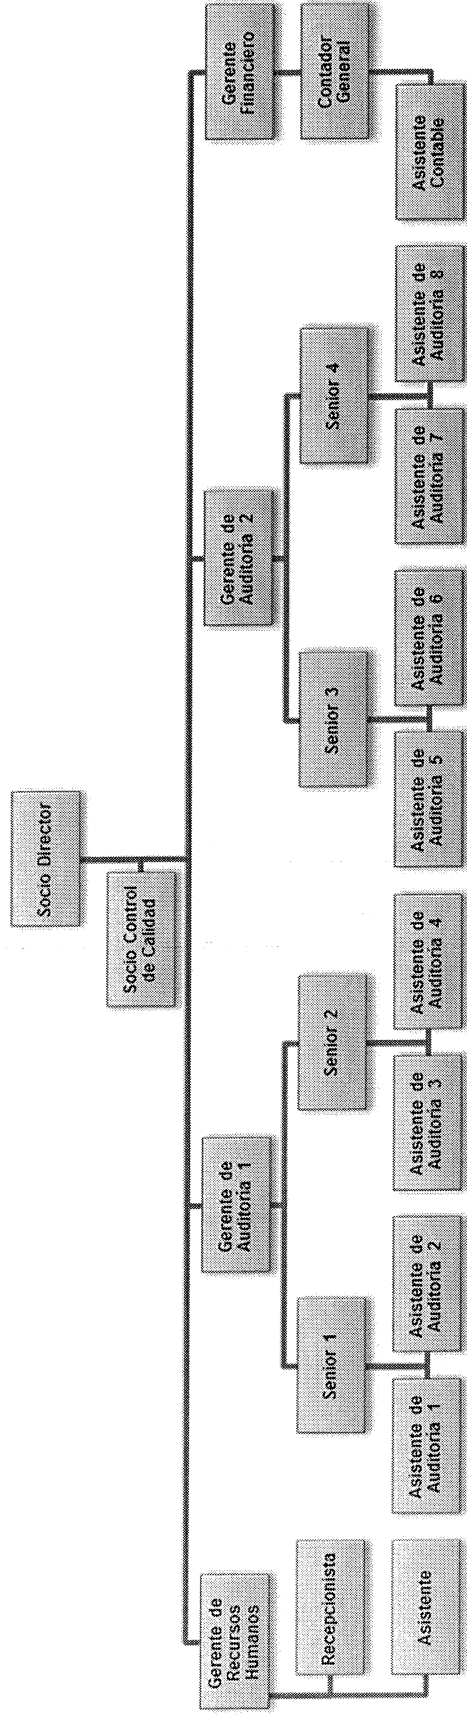 Socio Director
Socio Control
de Calidad
Gerente de
Recursos
Humanos
Gerente de
Auditoría 1
Gerente de
Auditoría 2
Gerente
Financiero
Recepcionista
Senior 1
Senior 2
Senior 3
Senior 4
Contador
General
Asistente
Asistente de
Auditoría 1
Asistente de
Auditoría 2
Asistente de
Auditoría 3
Asistente de
Auditoría 4
Asistente de
Auditoría 5
Asistente de
Auditoría 6
Asistente de
Auditoría 7
Asistente de
Auditoría 8
Asistente
Contable